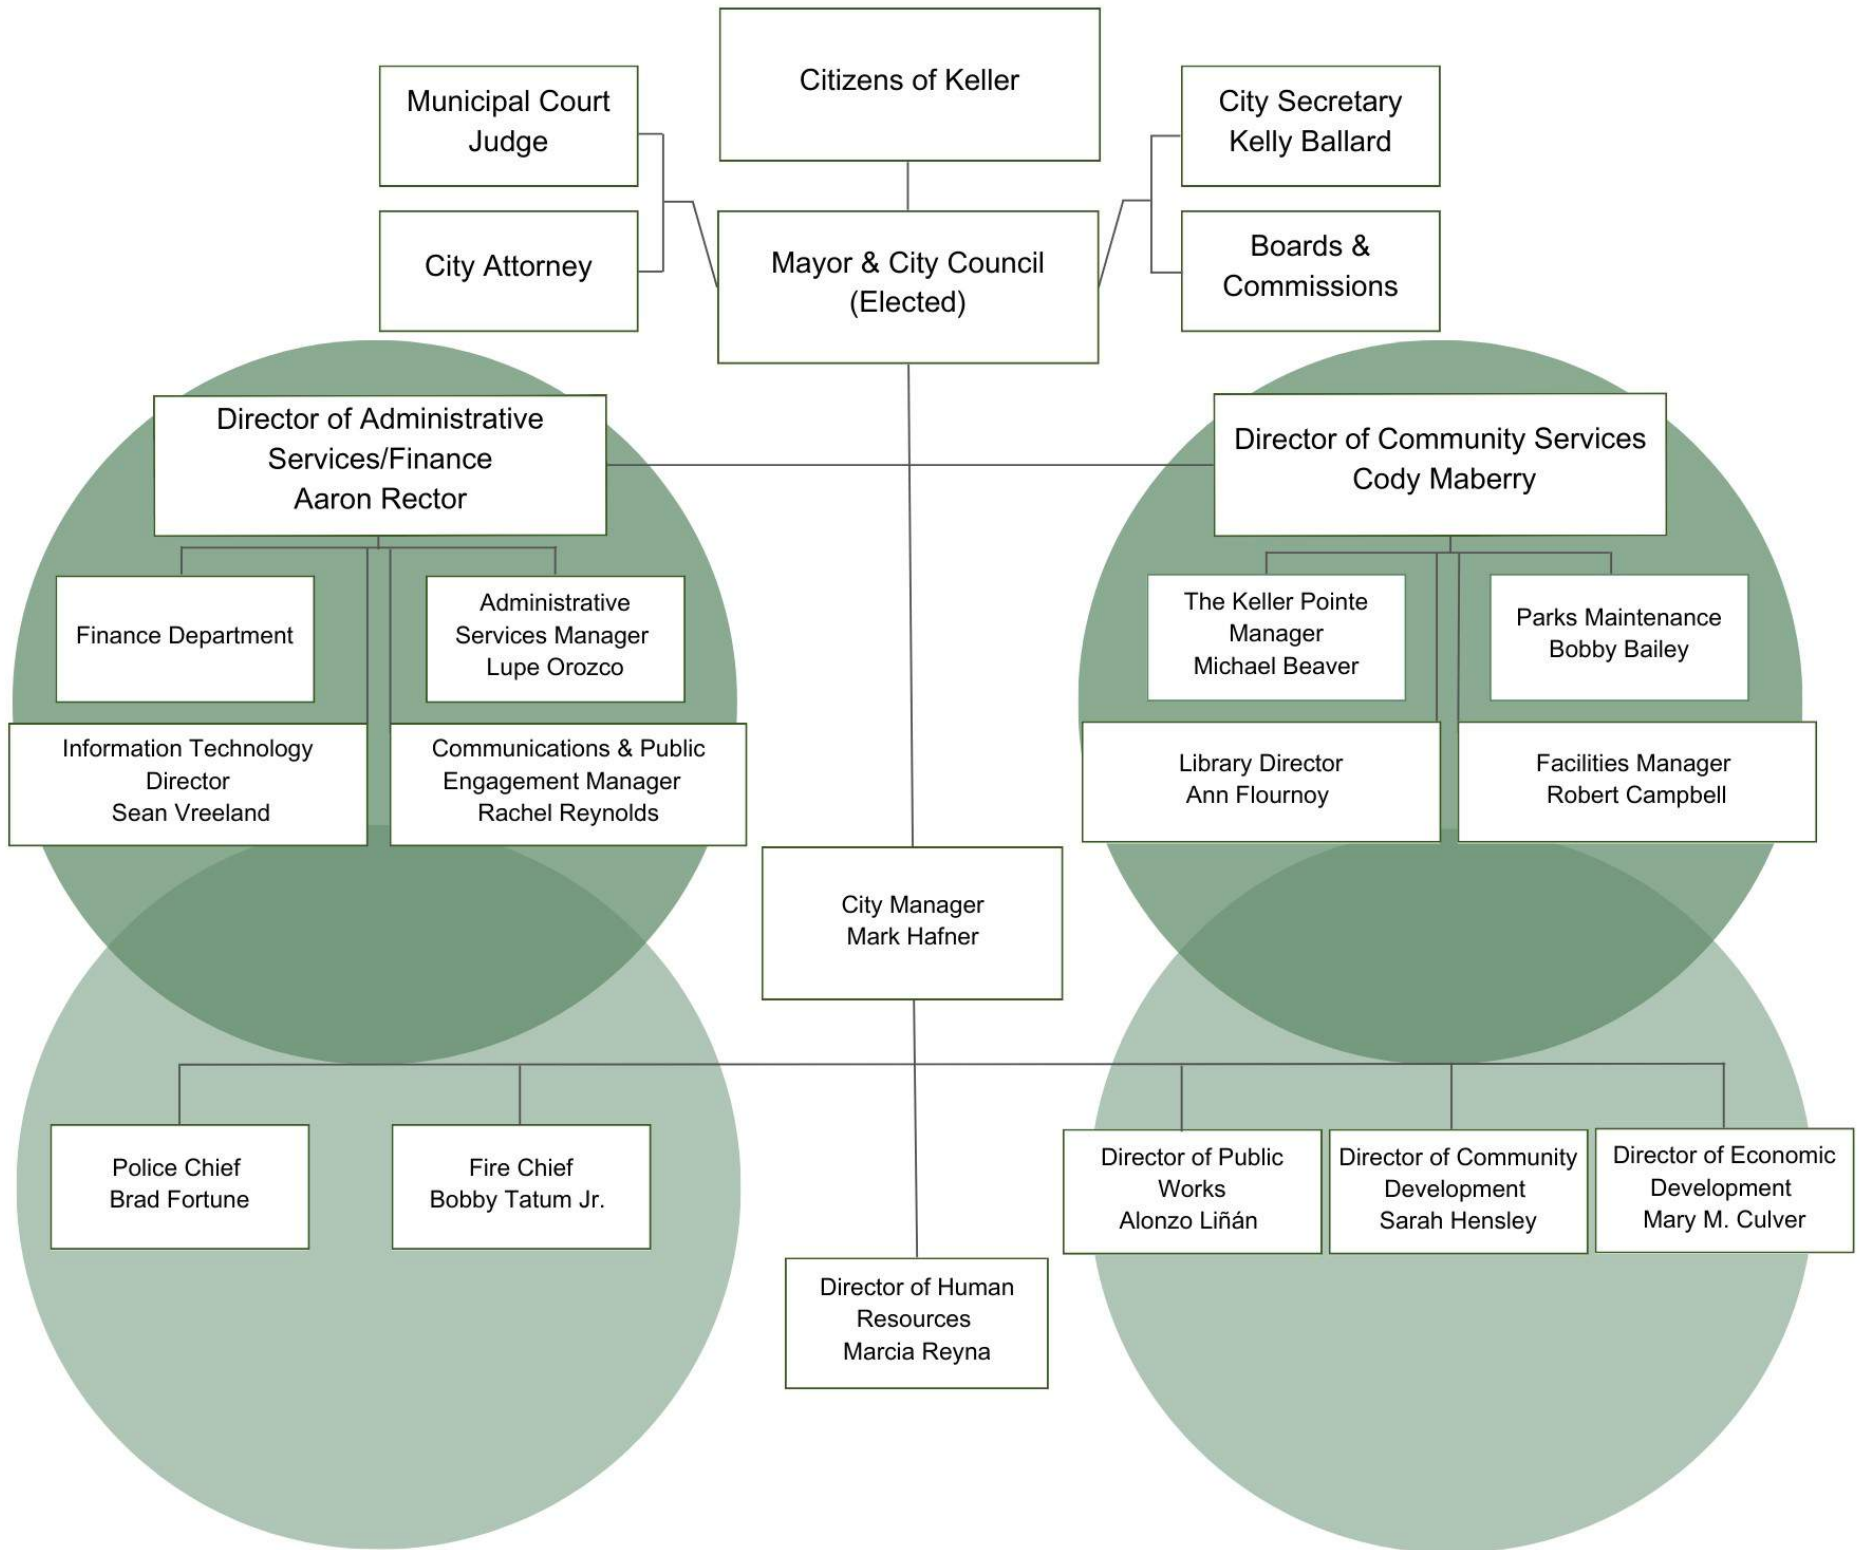 Citizens of Keller
Municipal Court
Judge
City Secretary
Kelly Ballard
City Attorney
Mayor & City Council
(Elected)
Boards &
Commissions
Director of Administrative
Services/Finance
Aaron Rector
Director of Community Services
Cody Maberry
Finance Department
Administrative
Services Manager
Lupe Orozco
The Keller Pointe
Manager
Michael Beaver
Parks Maintenance
Bobby Bailey
Information Technology
Director
Sean Vreeland
Communications & Public
Engagement Manager
Rachel Reynolds
Library Director
Ann Flournoy
Facilities Manager
Robert Campbell
City Manager
Mark Hafner
Police Chief
Brad Fortune
Fire Chief
Bobby Tatum Jr.
Director of Public
Works
Alonzo Liñán
Director of Community
Development
Sarah Hensley
Director of Economic
Development
Mary M. Culver
Director of Human
Resources
Marcia Reyna